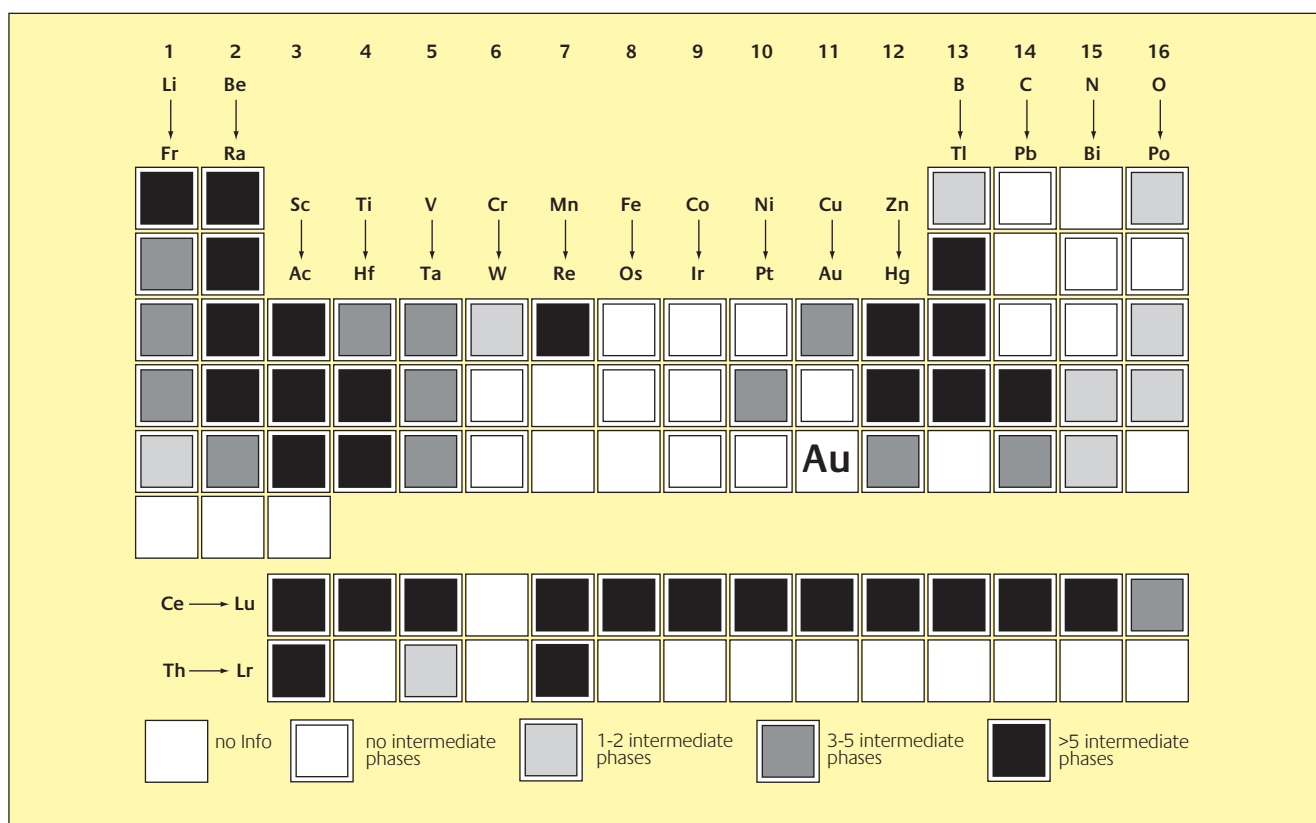 1 2 3 4 5 6 7 8 9 10 11 12 13 14 15 16
Li Be B C N O
Fr Ra Tl Pb Bi Po
Sc Ti V Cr Mn Fe Co Ni Cu Zn
Ac Hf Ta W Re Os Ir Pt Au Hg
Au
Ce Lu
Th Lr
no Info
no intermediate
phases
1-2 intermediate
phases
3-5 intermediate
phases
>5 intermediate
phases